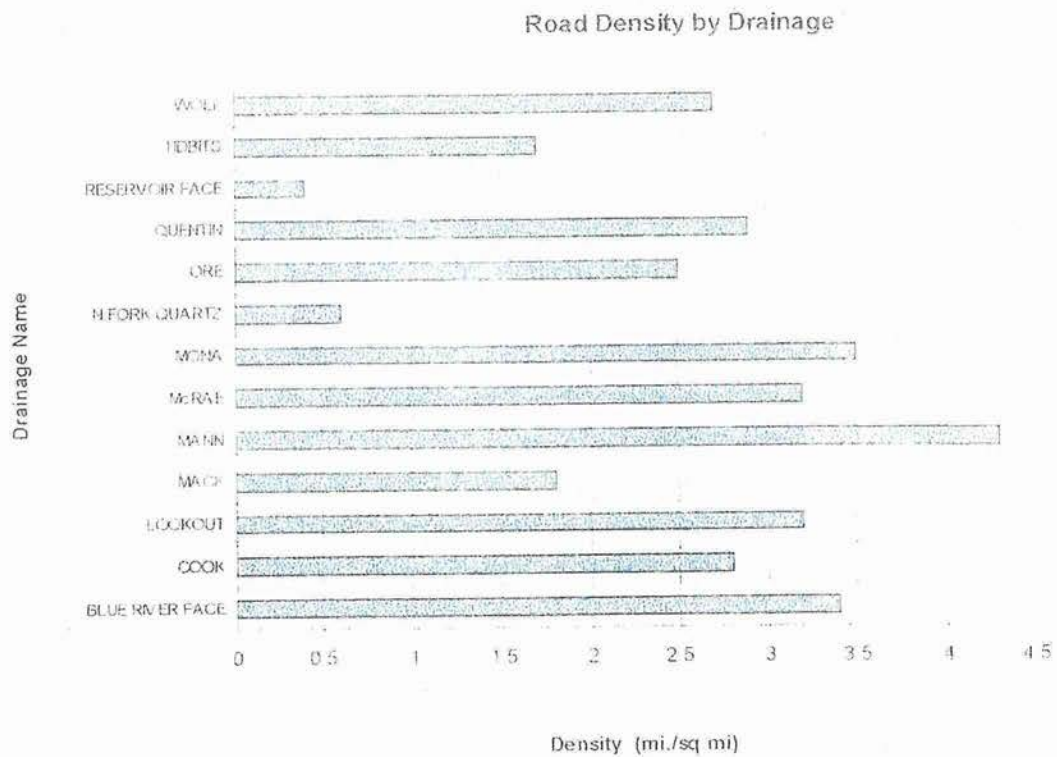 Road Density by Drainage
Drainage Name
WOLF
TIDBITS
RESERVOIR FACE
QUENTIN
ORE
N FORK QUARTZ
MONA
McRAE
MANN
MACK
LOOKOUT
COOK
BLUE RIVER FACE
0 0.5 1 1.5 2 2.5 3 3.5 4 4.5
Density (mi./sq mi)